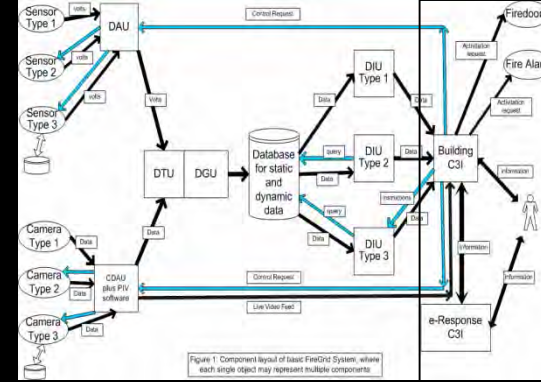 Sensor
Type 1
Sensor
Type 2
Sensor
Type 3
volts
volts
volts
DAU
Volts
Control Request
DTU
DGU
Database
for static
and
dynamic
data
Data
query
Data
query
Data
DIU
Type 1
DIU
Type 2
DIU
Type 3
Data
Data
Data
Instructions
Building
C3I
Activation
request
Activation
request
Firedoor
Fire Alar
Information
Information
Information
e-Response
C3I
Camera
Type 1
Camera
Type 2
Camera
Type 3
Data
Data
Data
CDAU
plus PIV
software
Data
Control Request
Live Video Feed
Figure 1: Component layout of basic FireGrid System, where
each single object may represent multiple components